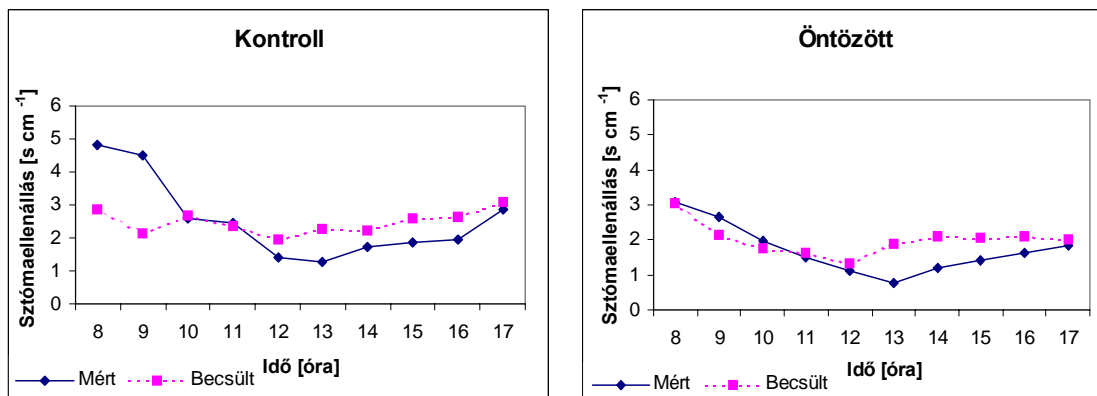 Kontroll
Sztómaellenállás [s cm -1]
6
5
4
3
2
1
0
8 9 10 11 12 13 14 15 16 17
Idő [óra]
Mért Becsült
Öntözött
Sztómaellenállás [s cm -1]
6
5
4
3
2
1
0
8 9 10 11 12 13 14 15 16 17
Idő [óra]
Mért Becsült